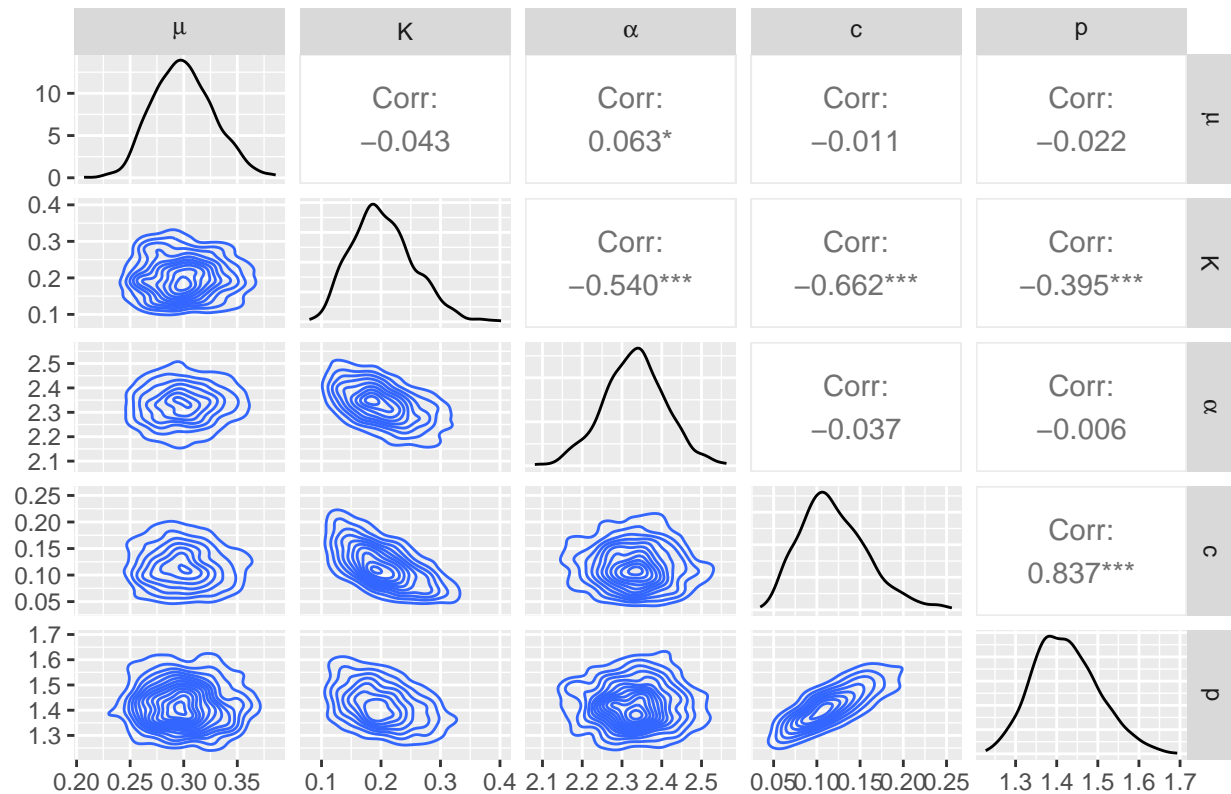 μ K α c p
10
5
0
Corr:
−0.043
Corr:
0.063*
Corr:
−0.011
Corr:
−0.022
μ
0.4
0.3
0.2
0.1
Corr:
−0.540***
Corr:
−0.662***
Corr:
−0.395***
K
2.5
2.4
2.3
2.2
2.1
Corr:
−0.037
Corr:
−0.006
α
0.25
0.20
0.15
0.10
0.05
Corr:
0.837***
c
1.7
1.6
1.5
1.4
1.3
p
0.20 0.25 0.30 0.35 0.1 0.2 0.3 0.4 2.1 2.2 2.3 2.4 2.5 0.05 0.10 0.15 0.20 0.25 1.3 1.4 1.5 1.6 1.7